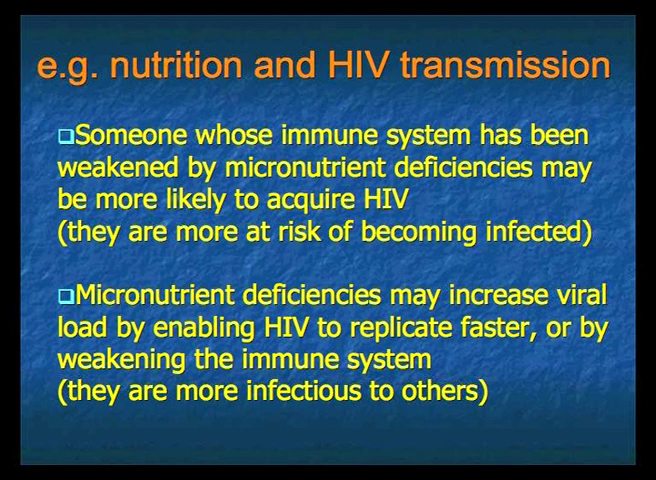 e.g. nutrition and HIV transmission
Someone whose immune system has been
weakened by micronutrient deficiencies may
be more likely to acquire HIV
(they are more at risk of becoming infected)
Micronutrient deficiencies may increase viral
load by enabling HIV to replicate faster, or by
weakening the immune system
(they are more infectious to others)